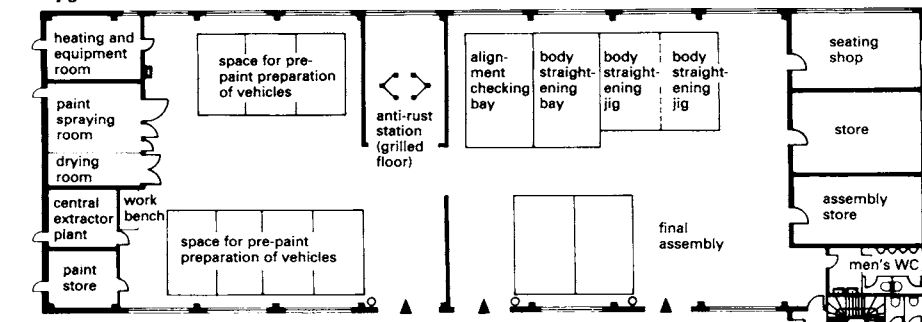 heating and
equipment
room
paint
spraying
room
drying
room
central
extractor
plant
work
bench
paint
store
space for pre-
paint preparation
of vehicles
space for pre-paint
preparation of vehicles
anti-rust
station
(grilled
floor)
align-
ment
checking
bay
body
straight-
ening
bay
body
straight-
ening
jig
body
straight-
ening
jig
final
assembly
seating
shop
store
assembly
store
men's WC